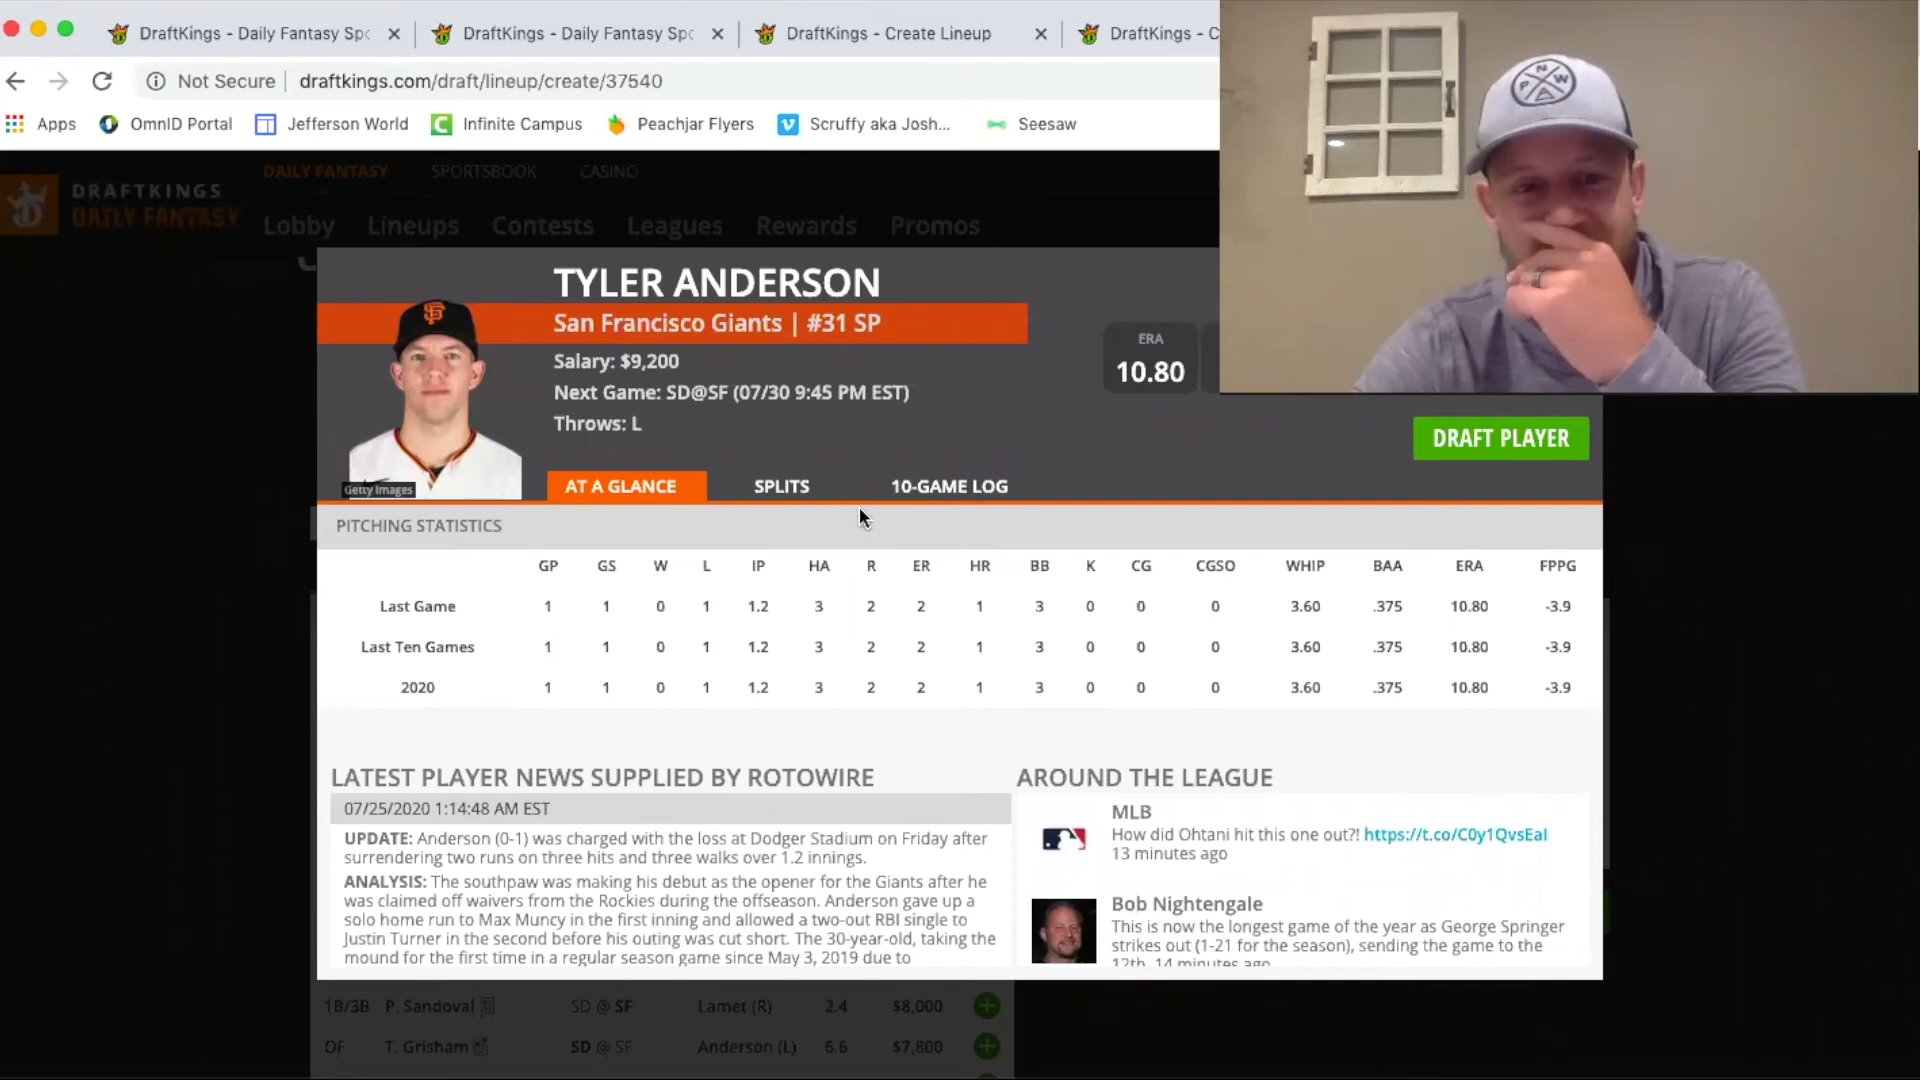 DraftKings - Daily Fantasy Spc
DraftKings - Daily Fantasy Spc
DraftKings - Create Lineup
DraftKings - C
Not Secure
draftkings.com/draft/lineup/create/37540
Apps
OmnID Portal
Jefferson World
Infinite Campus
Peachjar Flyers
Scruffy aka Josh...
Seesaw
PNW
DRAFTKINGS
DAILY FANTASY
DAILY FANTASY
SPORTSBOOK
CASINO
Lobby
Lineups
Contests
Leagues
Rewards
Promos
TYLER ANDERSON
San Francisco Giants | #31 SP
Salary: $9,200
Next Game: SD@SF (07/30 9:45 PM EST)
Throws: L
ERA
10.80
DRAFT PLAYER
SF
Getty Images
AT A GLANCE
SPLITS
10-GAME LOG
PITCHING STATISTICS
GP GS W L IP HA R ER HR BB K CG CGSO WHIP BAA ERA FPPG
Last Game 1 1 0 1 1.2 3 2 2 1 3 0 0 0 3.60 .375 10.80 -3.9
Last Ten Games 1 1 0 1 1.2 3 2 2 1 3 0 0 0 3.60 .375 10.80 -3.9
2020 1 1 0 1 1.2 3 2 2 1 3 0 0 0 3.60 .375 10.80 -3.9
LATEST PLAYER NEWS SUPPLIED BY ROTOWIRE
07/25/2020 1:14:48 AM EST
UPDATE: Anderson (0-1) was charged with the loss at Dodger Stadium on Friday after
surrendering two runs on three hits and three walks over 1.2 innings.
ANALYSIS: The southpaw was making his debut as the opener for the Giants after he
was claimed off waivers from the Rockies during the offseason. Anderson gave up a
solo home run to Max Muncy in the first inning and allowed a two-out RBI single to
Justin Turner in the second before his outing was cut short. The 30-year-old, taking the
mound for the first time in a regular season game since May 3, 2019 due to
AROUND THE LEAGUE
MLB
How did Ohtani hit this one out?! https://t.co/C0y1QvsEaI
13 minutes ago
Bob Nightengale
This is now the longest game of the year as George Springer
strikes out (1-21 for the season), sending the game to the
12th. 14 minutes ago
1B/3B P. Sandoval SD @ SF Lamet (R) 2.4 $8,000
OF T. Grisham SD @ SF Anderson (L) 6.6 $7,800